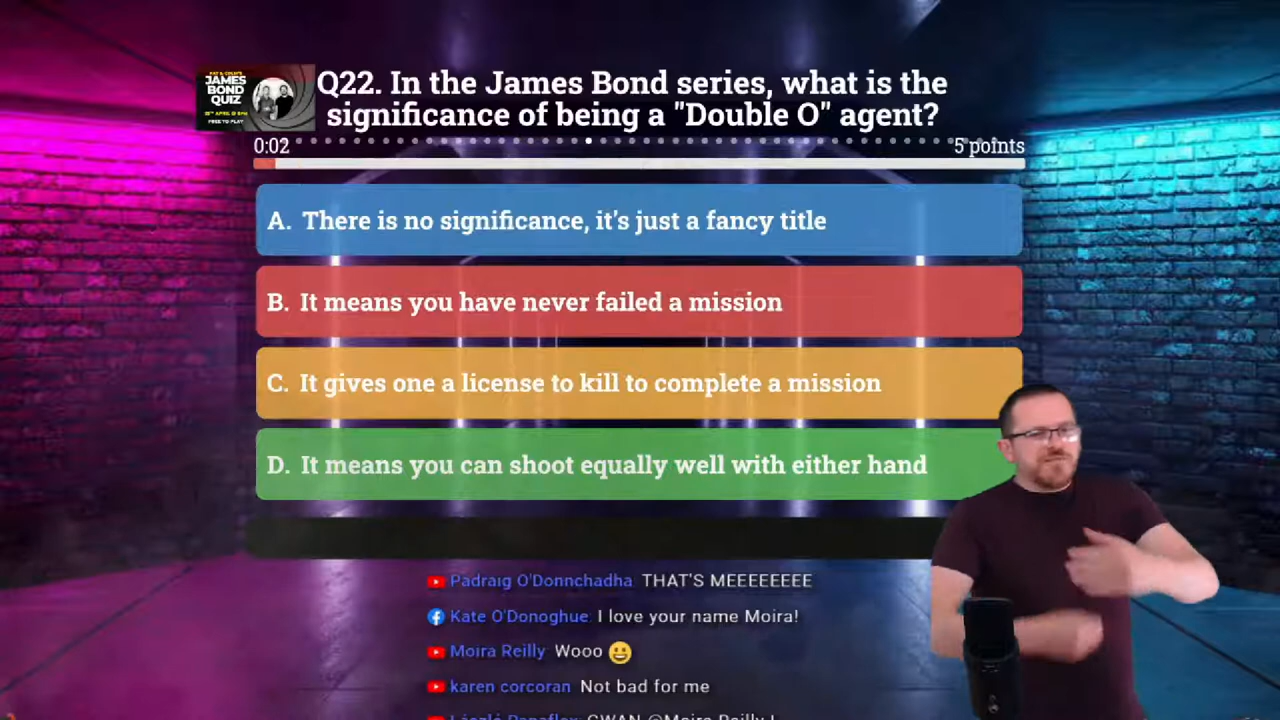 JAMES
BOND
QUIZ
FREE TO PLAY
Q22. In the James Bond series, what is the
significance of being a "Double O" agent?
0:02
5 points
A. There is no significance, it's just a fancy title
B. It means you have never failed a mission
C. It gives one a license to kill to complete a mission
D. It means you can shoot equally well with either hand
Padraig O'Donnchadha: THAT'S MEEEEEEEE
Kate O'Donoghue: I love your name Moira!
Moira Reilly: Wooo 😀
karen corcoran: Not bad for me